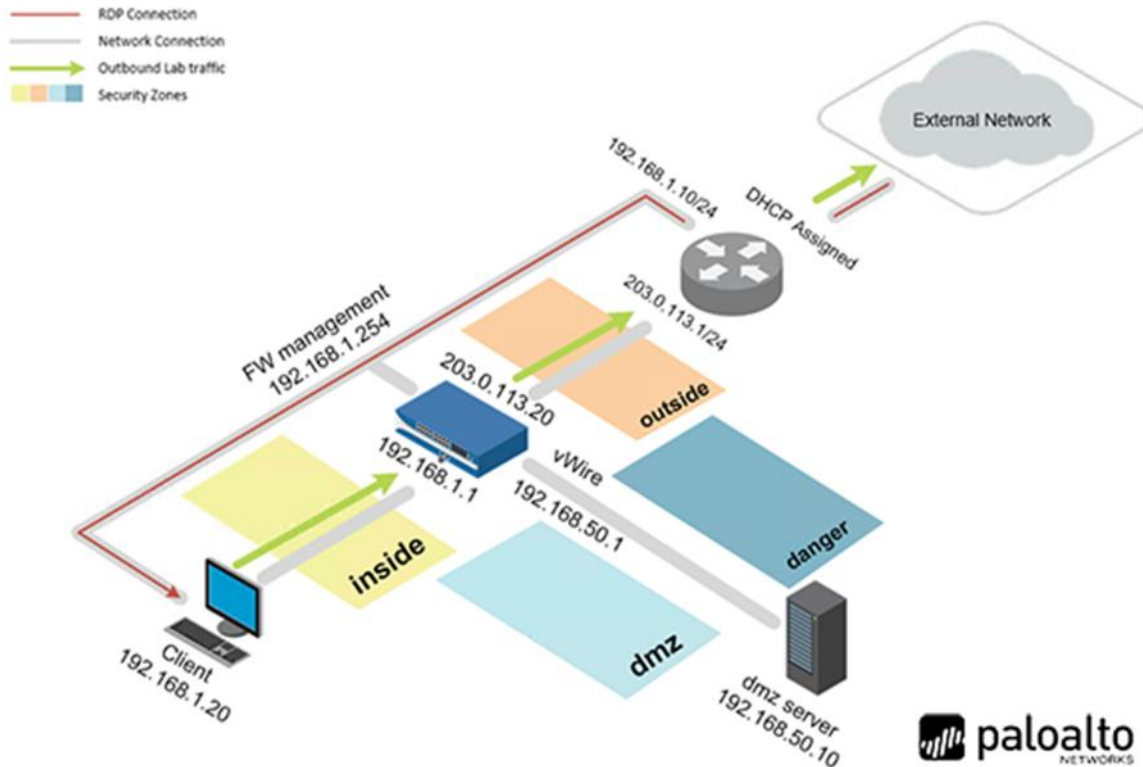 RDP Connection
Network Connection
Outbound Lab traffic
Security Zones
External Network
192.168.1.10/24
DHCP Assigned
203.0.113.1/24
FW management
192.168.1.254
203.0.113.20
outside
192.168.1.1
vWire
192.168.50.1
danger
inside
dmz
Client
192.168.1.20
dmz server
192.168.50.10
paloalto
NETWORKS